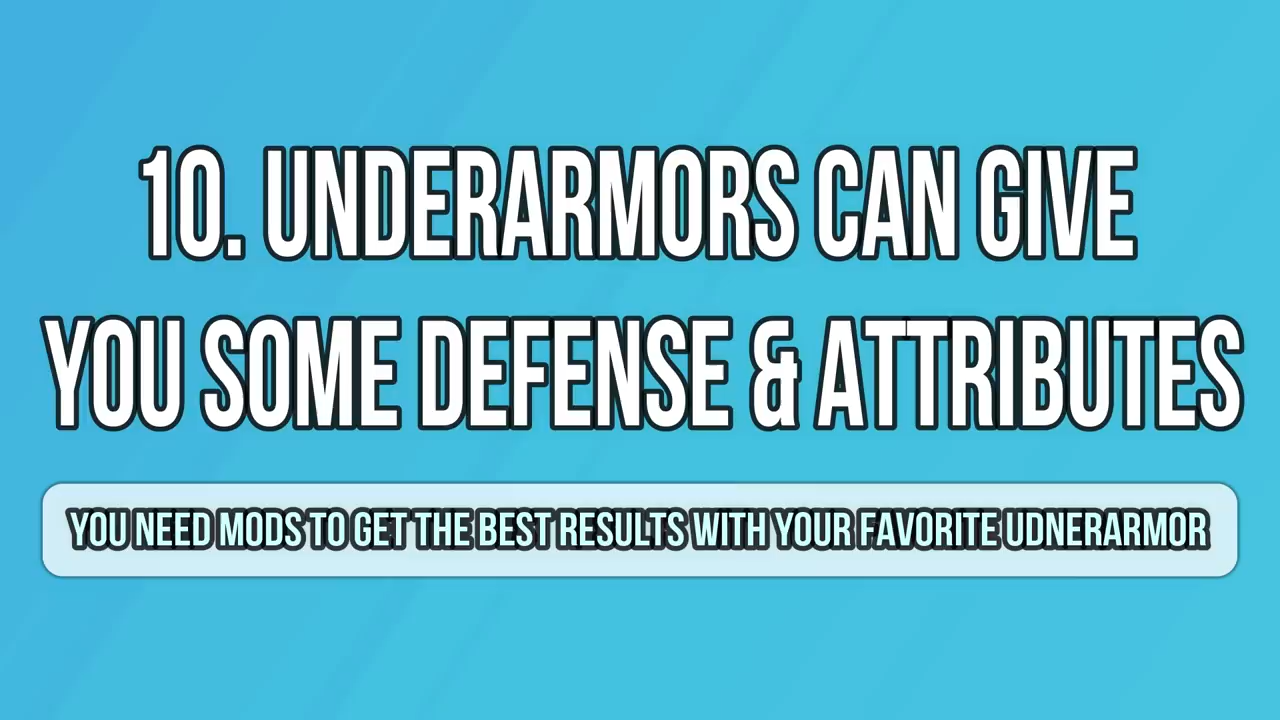 10. UNDERARMORS CAN GIVE
YOU SOME DEFENSE & ATTRIBUTES
YOU NEED MODS TO GET THE BEST RESULTS WITH YOUR FAVORITE UDNERARMOR